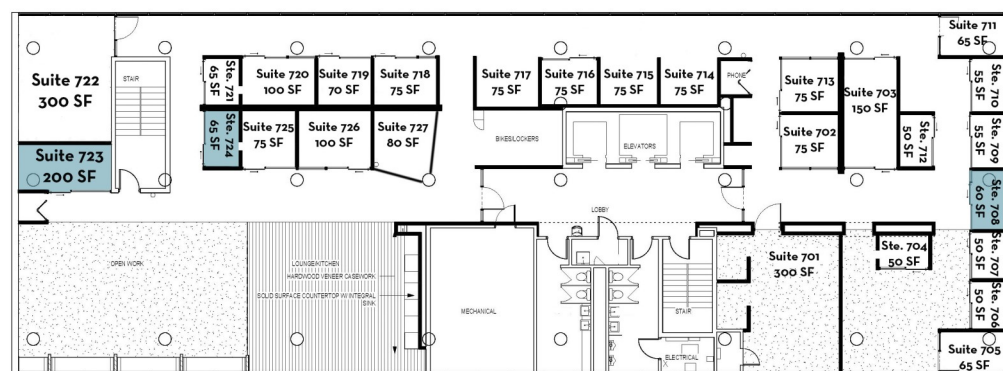 Suite 711
65 SF
Suite 722
300 SF
STAIR
Ste. 721
65 SF
Suite 720
100 SF
Suite 719
70 SF
Suite 718
75 SF
Suite 717
75 SF
Suite 716
75 SF
Suite 715
75 SF
Suite 714
75 SF
PHONE
Suite 713
75 SF
Suite 703
150 SF
Ste. 710
55 SF
Suite 723
200 SF
Ste. 724
65 SF
Suite 725
75 SF
Suite 726
100 SF
Suite 727
80 SF
BIKES/LOCKERS
ELEVATORS
Suite 702
75 SF
Ste. 712
50 SF
Ste. 709
55 SF
Ste. 708
60 SF
LOBBY
OPEN WORK
LOUNGE/KITCHEN
HARDWOOD VENEER CASEWORK
SOLID SURFACE COUNTERTOP W/ INTEGRAL
SINK
MECHANICAL
STAIR
ELECTRICAL
X
Suite 701
300 SF
Ste. 704
50 SF
Ste. 707
50 SF
Ste. 706
50 SF
Suite 705
65 SF